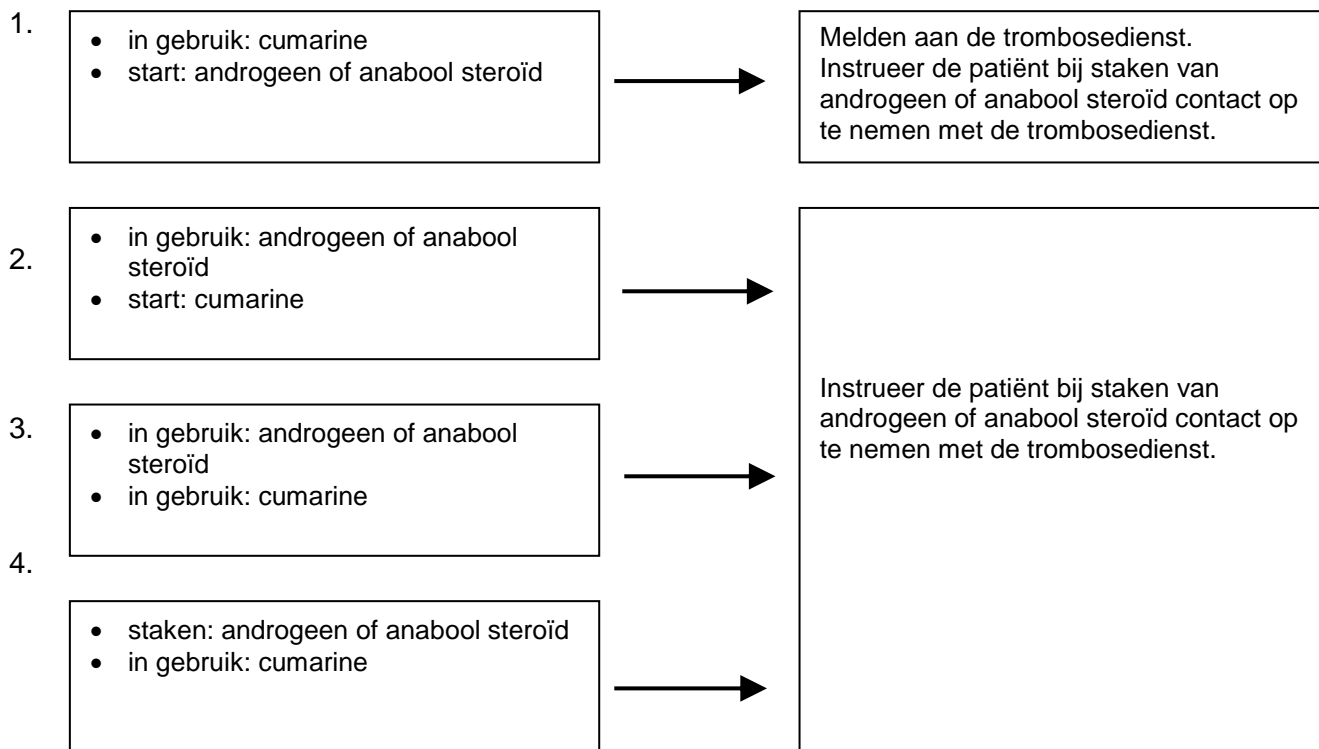 1.
• in gebruik: cumarine
• start: androgeen of anabool steroïd
Melden aan de trombosedienst.
Instrueer de patiënt bij staken van
androgeen of anabool steroïd contact op
te nemen met de trombosedienst.
2.
• in gebruik: androgeen of anabool
steroïd
• start: cumarine
3.
• in gebruik: androgeen of anabool
steroïd
• in gebruik: cumarine
4.
• staken: androgeen of anabool steroïd
• in gebruik: cumarine
Instrueer de patiënt bij staken van
androgeen of anabool steroïd contact op
te nemen met de trombosedienst.